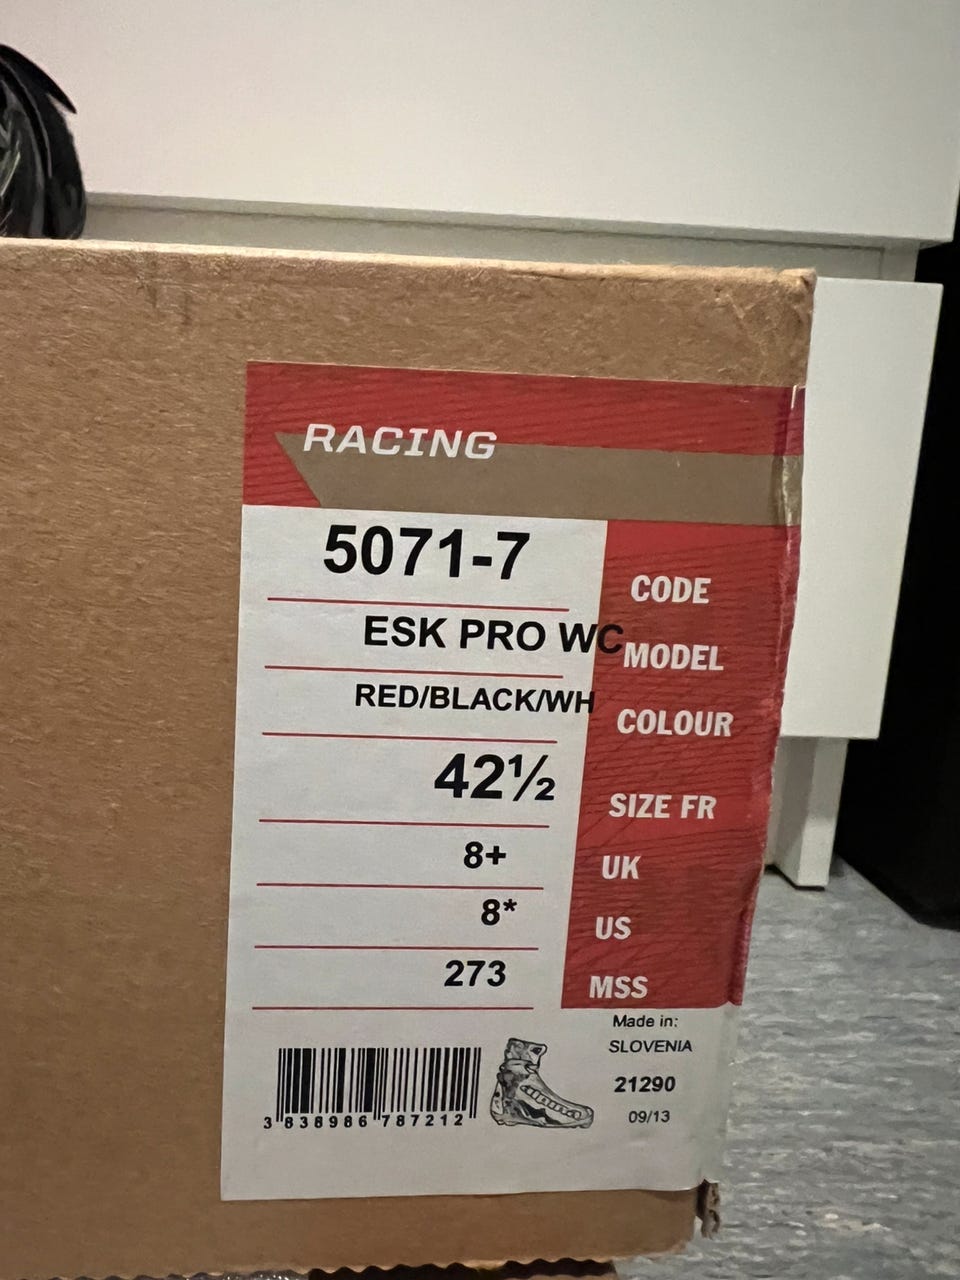 RACING
5071-7 CODE
ESK PRO WC MODEL
RED/BLACK/WH COLOUR
42½ SIZE FR
8+ UK
8* US
273 MSS
Made in:
SLOVENIA
21290
09/13
3 838986 787212